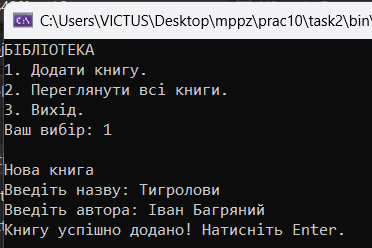 C:\Users\VICTUS\Desktop\mppz\prac10\task2\bin\
БІБЛІОТЕКА
1. Додати книгу.
2. Переглянути всі книги.
3. Вихід.
Ваш вибір: 1
Нова книга
Введіть назву: Тигролови
Введіть автора: Іван Багряний
Книгу успішно додано! Натисніть Enter.